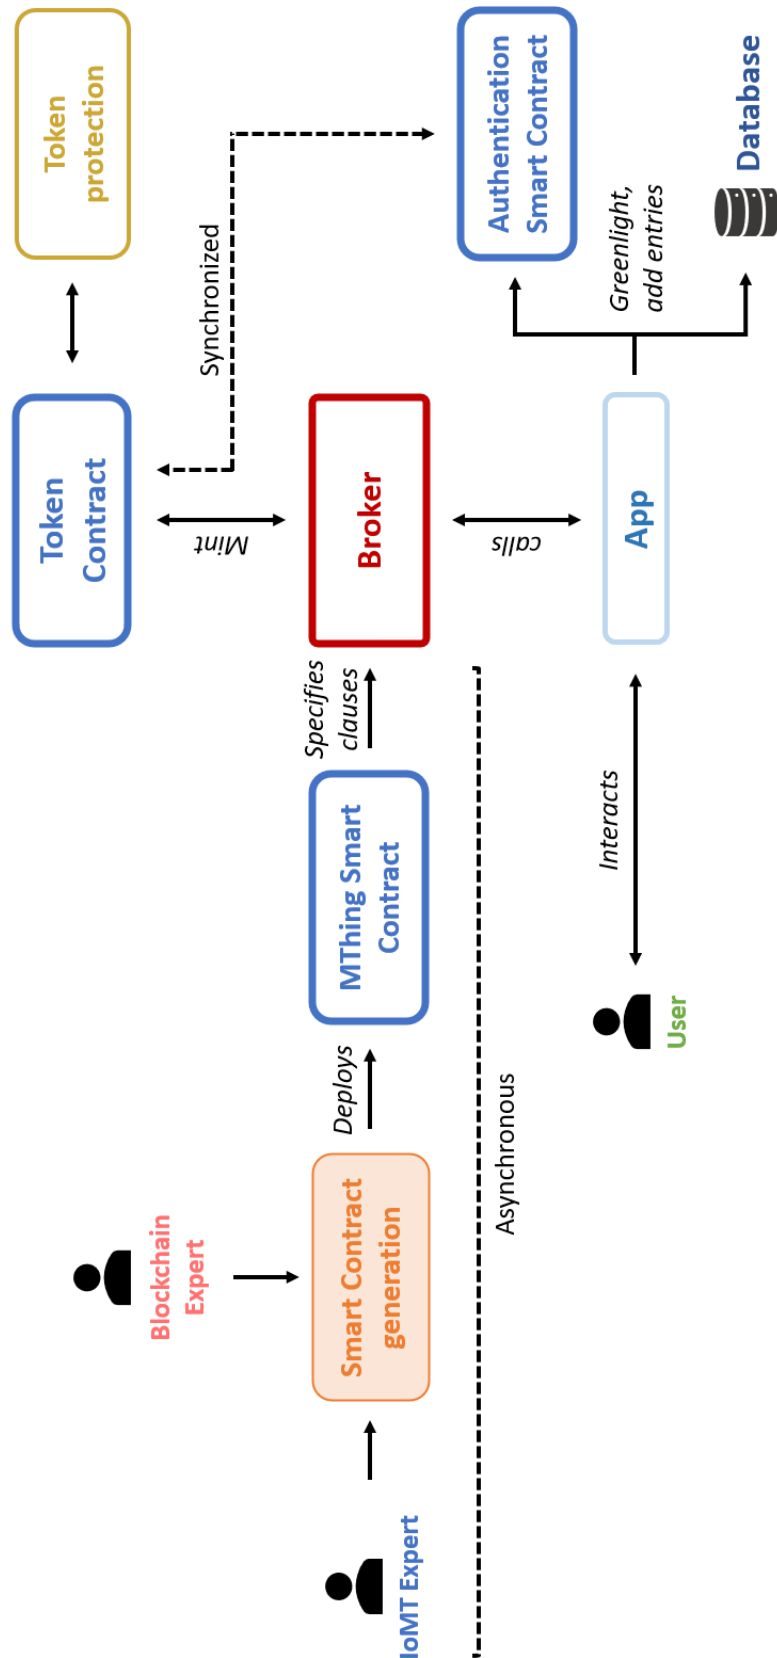 Token
protection
Token
Contract
Synchronized
Mint
Blockchain
Expert
IoMT Expert
Smart Contract
generation
Deploys
MThing Smart
Contract
Specifies
clauses
Broker
Authentication
Smart Contract
calls
Asynchronous
User
Interacts
App
Greenlight,
add entries
Database